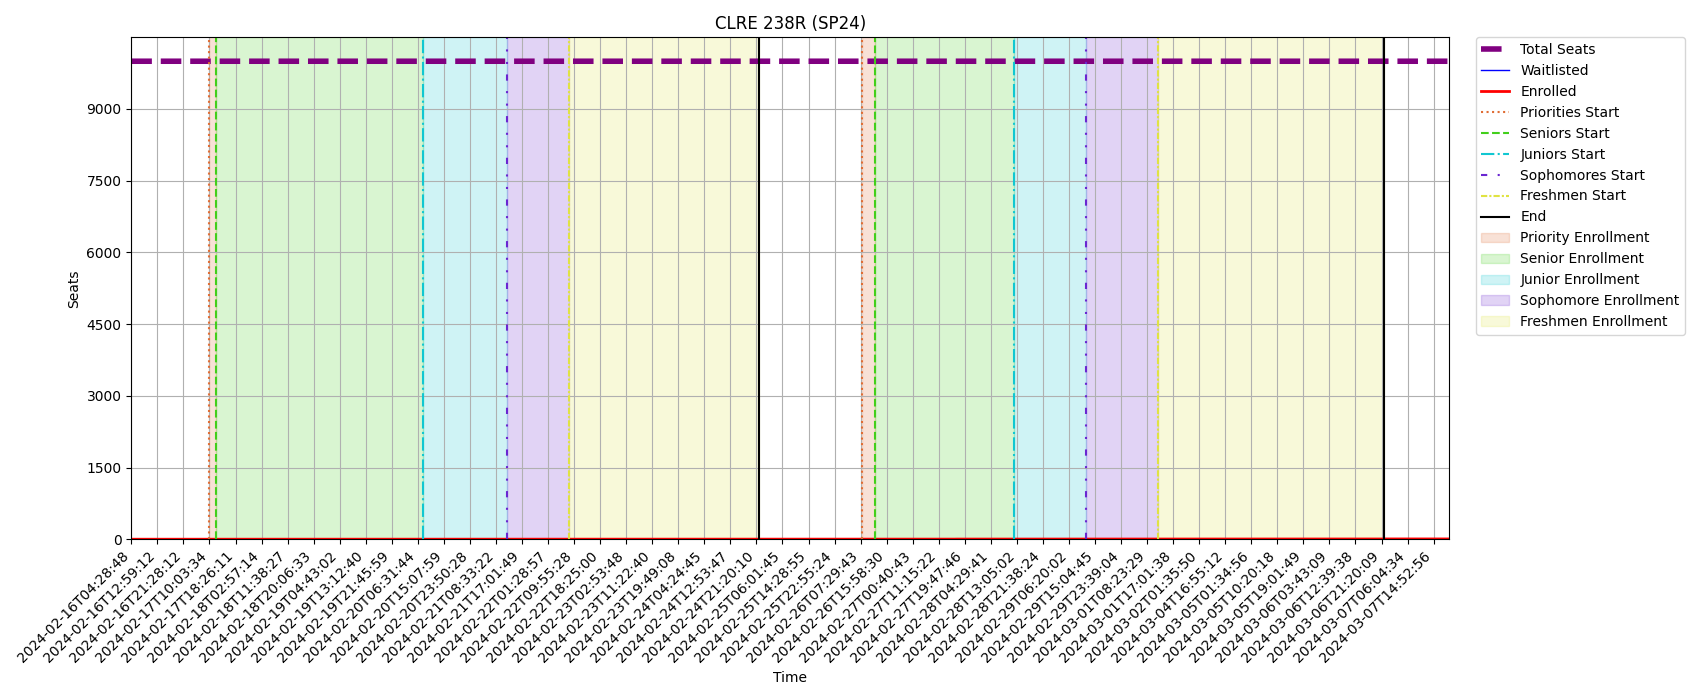 CLRE 238R (SP24)
Seats
9000
7500
6000
4500
3000
1500
0
2024-02-16T04:28:48
2024-02-16T12:59:12
2024-02-16T21:28:12
2024-02-17T10:03:34
2024-02-17T18:26:11
2024-02-18T02:57:14
2024-02-18T11:38:27
2024-02-18T20:06:33
2024-02-19T04:43:02
2024-02-19T13:12:40
2024-02-19T21:45:59
2024-02-20T06:31:44
2024-02-20T15:07:59
2024-02-20T23:50:28
2024-02-21T08:33:22
2024-02-21T17:01:49
2024-02-22T01:28:57
2024-02-22T09:55:28
2024-02-22T18:25:00
2024-02-23T02:53:48
2024-02-23T11:22:40
2024-02-23T19:49:08
2024-02-24T04:24:45
2024-02-24T12:53:47
2024-02-24T21:20:10
2024-02-25T06:01:45
2024-02-25T14:28:55
2024-02-25T22:55:24
2024-02-26T07:29:43
2024-02-26T15:58:30
2024-02-27T00:40:43
2024-02-27T11:15:22
2024-02-27T19:47:46
2024-02-28T04:29:41
2024-02-28T13:05:02
2024-02-28T21:38:24
2024-02-29T06:20:02
2024-02-29T15:04:45
2024-02-29T23:39:04
2024-03-01T08:23:29
2024-03-01T17:01:38
2024-03-02T01:35:50
2024-03-04T16:55:12
2024-03-05T01:34:56
2024-03-05T10:20:18
2024-03-05T19:01:49
2024-03-06T03:43:09
2024-03-06T12:39:38
2024-03-06T21:20:09
2024-03-07T06:04:34
2024-03-07T14:52:56
Time
Total Seats
Waitlisted
Enrolled
Priorities Start
Seniors Start
Juniors Start
Sophomores Start
Freshmen Start
End
Priority Enrollment
Senior Enrollment
Junior Enrollment
Sophomore Enrollment
Freshmen Enrollment